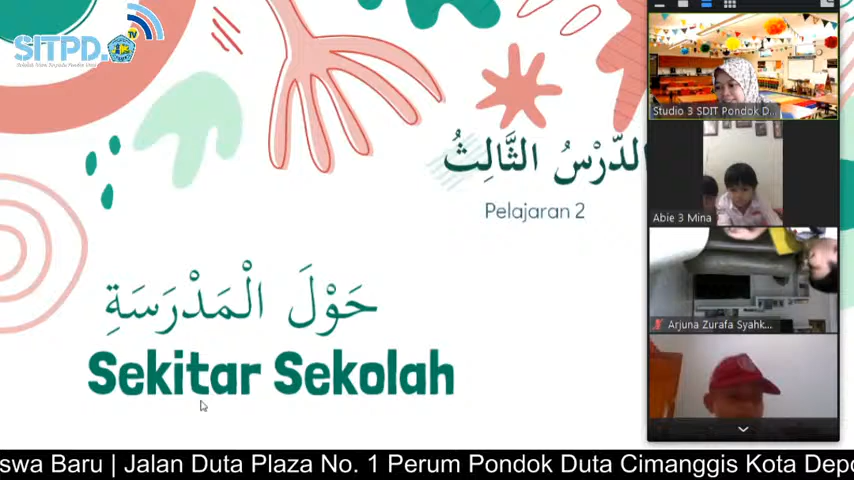 SITPD.
TV
الدَّرْسُ الثَّالِثُ
Pelajaran 2
حَوْلَ الْمَدْرَسَةِ
Sekitar Sekolah
Studio 3 SDIT Pondok D...
Abie 3 Mina
Arjuna Zurafa Syahk...
swa Baru | Jalan Duta Plaza No. 1 Perum Pondok Duta Cimanggis Kota Depo